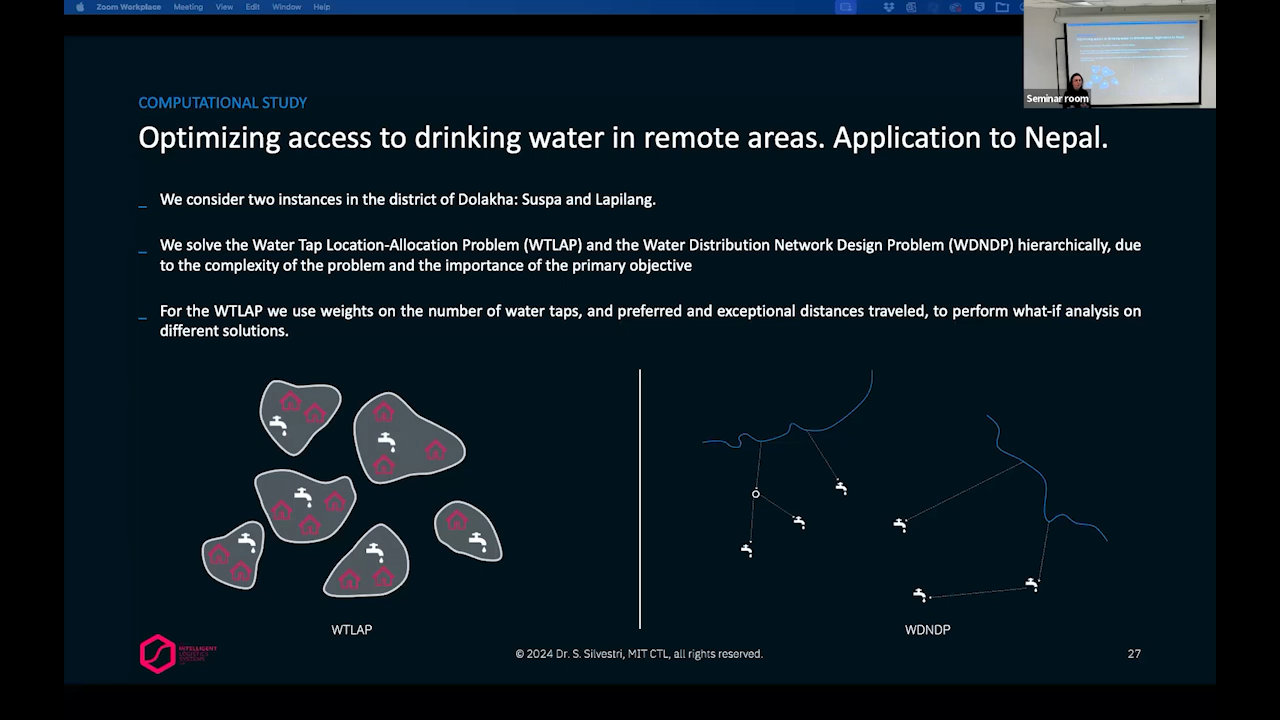 Zoom Workplace Meeting View Edit Window Help
Seminar room
COMPUTATIONAL STUDY
Optimizing access to drinking water in remote areas. Application to Nepal.
_ We consider two instances in the district of Dolakha: Suspa and Lapilang.
_ We solve the Water Tap Location-Allocation Problem (WTLAP) and the Water Distribution Network Design Problem (WDNDP) hierarchically, due
to the complexity of the problem and the importance of the primary objective
_ For the WTLAP we use weights on the number of water taps, and preferred and exceptional distances traveled, to perform what-if analysis on
different solutions.
WTLAP
WDNDP
INTELLIGENT
LOGISTICS
SYSTEMS
© 2024 Dr. S. Silvestri, MIT CTL, all rights reserved.
27